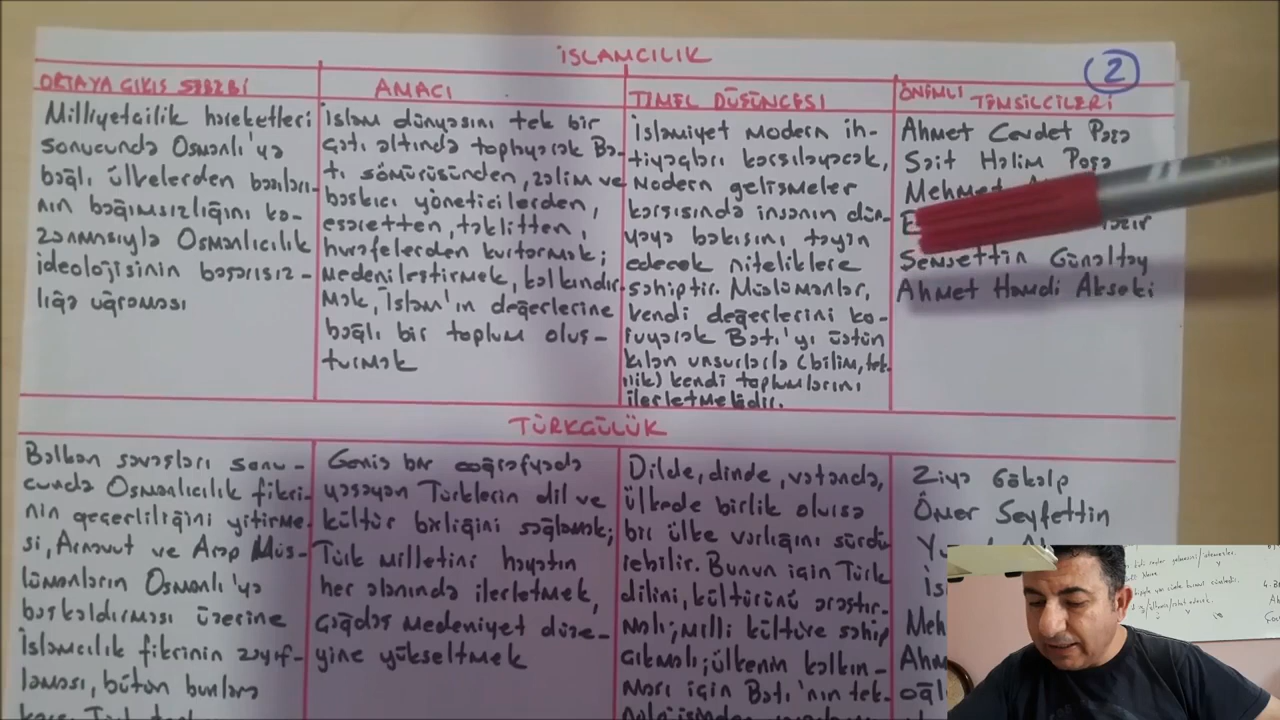 İSLAMCILIK
2
ORTAYA ÇIKIŞ SEBEBİ
Milliyetçilik hareketleri
sonucunda Osmanlı'ya
bağlı ülkelerden bazıları-
nın bağımsızlığını ka-
zanmasıyla Osmanlıcılık
ideolojisinin başarısız-
lığa uğraması
AMACI
İslam dünyasını tek bir
çatı altında toplayarak Ba-
tı sömürüsünden, zalim ve
baskıcı yöneticilerden,
esaretten, taklitten,
hurafelerden kurtarmak;
medenileştirmek, kalkındır-
mak, İslam'ın değerlerine
bağlı bir toplum oluş-
turmak
TEMEL DÜŞÜNCESİ
İslamiyet modern ih-
tiyaçları karşılayacak,
modern gelişmeler
karşısında insanın dün-
yaya bakışını tayin
edecek niteliklere
sahiptir. Müslümanlar,
kendi değerlerini ko-
ruyarak Batı'yı üstün
kılan unsurlarla (bilim, tek-
nik) kendi toplumlarını
ilerletmelidir.
ÖNEMLİ TEMSİLCİLERİ
Ahmet Cevdet Paşa
Sait Halim Paşa
Mehmet
Şemsettin Günaltay
Ahmet Hamdi Akseki
TÜRKÇÜLÜK
Balkan savaşları sonu-
cunda Osmanlıcılık fikri-
nin geçerliliğini yitirme-
si, Arnavut ve Arap Müs-
lümanların Osmanlı'ya
başkaldırması üzerine
İslamcılık fikrinin zayıf-
laması, bütün bunlara
Geniş bir coğrafyada
yaşayan Türklerin dil ve
kültür birliğini sağlamak;
Türk milletini hayatın
her alanında ilerletmek,
çağdaş medeniyet düze-
yine yükseltmek
Dilde, dinde, vatanda,
ülkede birlik olursa
bir ülke varlığını sürdü
rebilir. Bunun için Türk
dilini, kültürünü araştır-
malı; milli kültüre sahip
çıkmalı; ülkenin kalkın-
ması için Batı'nın tek-
nolojisinden
Ziya Gökalp
Ömer Seyfettin
Meh
Ahm
oğl